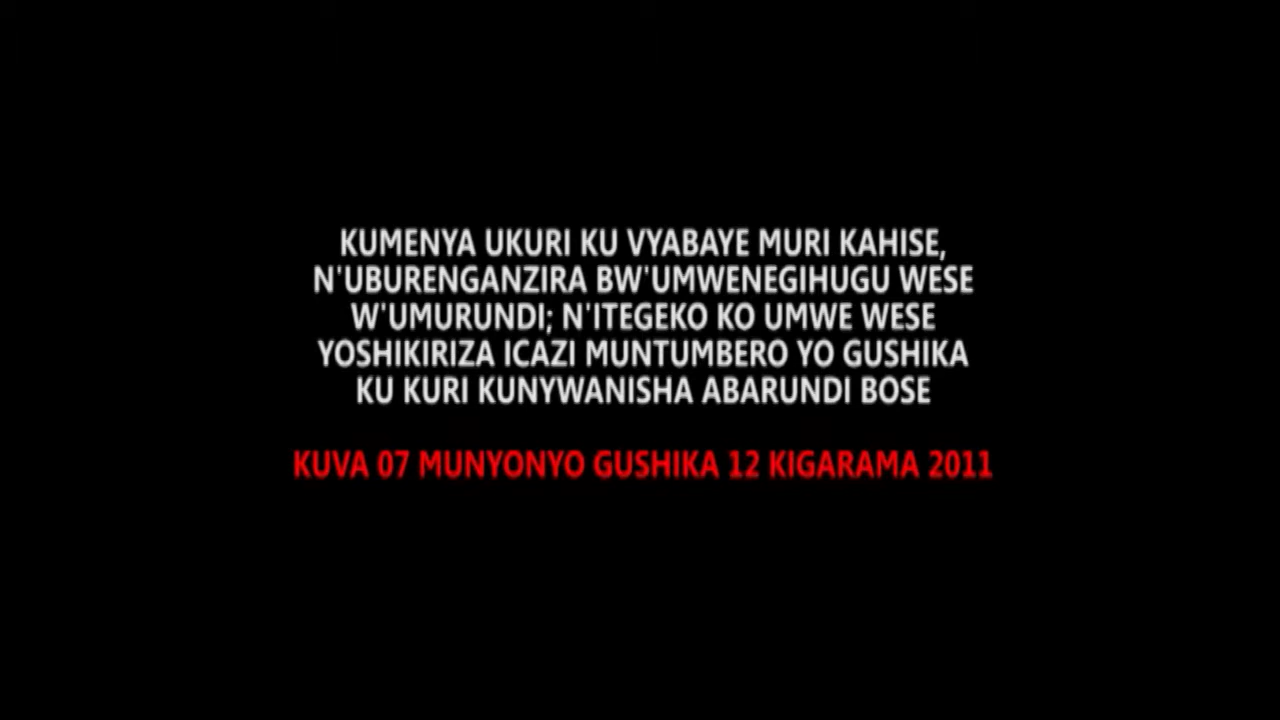 KUMENYA UKURI KU VYABAYE MURI KAHISE,
N'UBURENGANZIRA BW'UMWENEGIHUGU WESE
W'UMURUNDI; N'ITEGEKO KO UMWE WESE
YOSHIKIRIZA ICAZI MUNTUMBERO YO GUSHIKA
KU KURI KUNYWANISHA ABARUNDI BOSE
KUVA 07 MUNYONYO GUSHIKA 12 KIGARAMA 2011